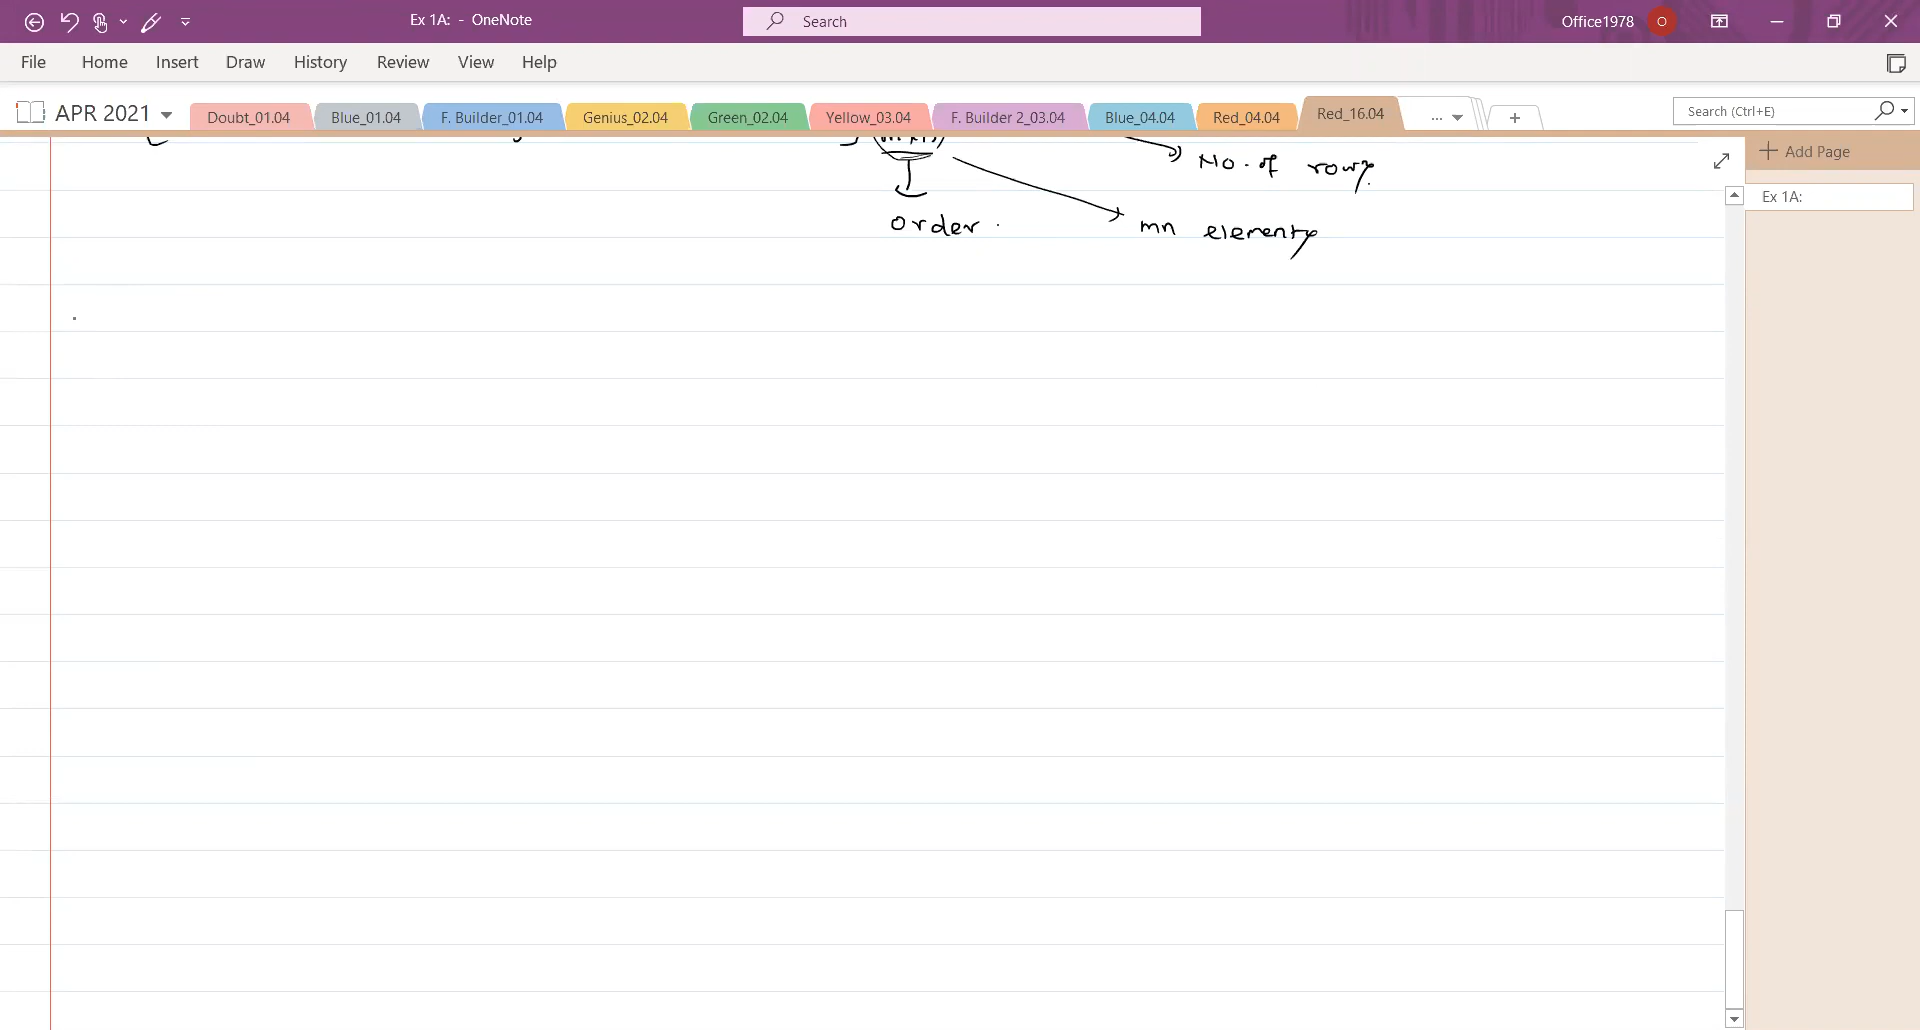 Ex 1A: - OneNote
Search
Office1978
O
File Home Insert Draw History Review View Help
APR 2021
Doubt_01.04 Blue_01.04 F. Builder_01.04 Genius_02.04 Green_02.04 Yellow_03.04 F. Builder 2_03.04 Blue_04.04 Red_04.04 Red_16.04 ... +
Search (Ctrl+E)
Add Page
Ex 1A:
No. of rows.
order.
mn elements